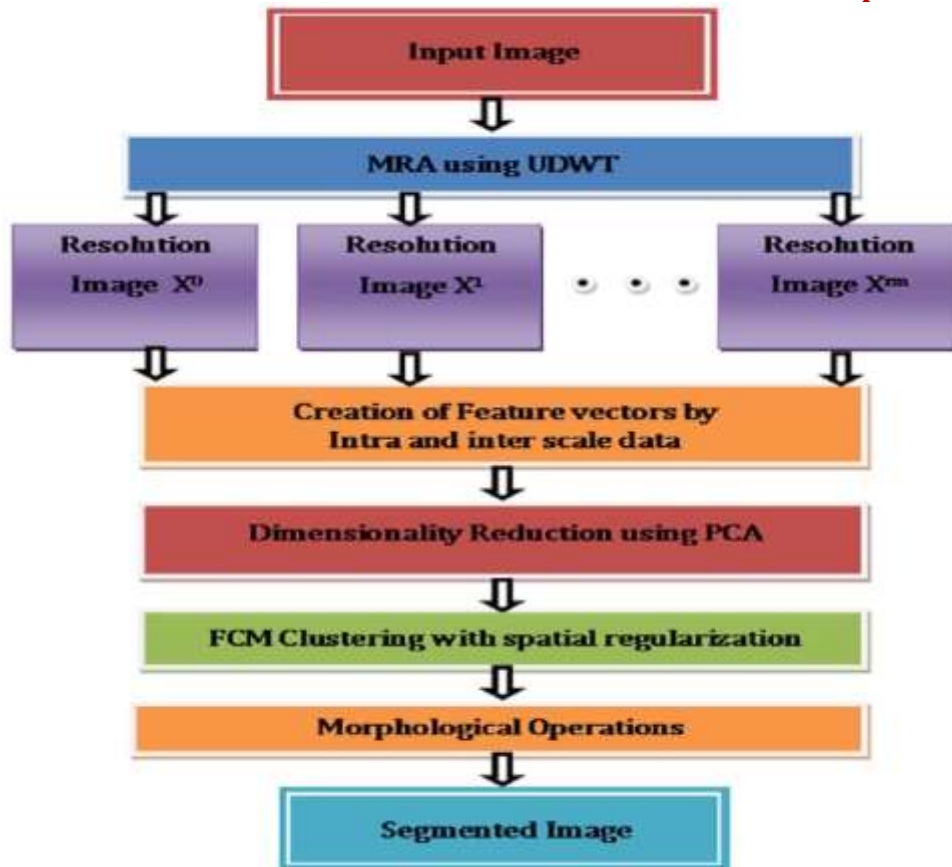 Input Image
MRA using UDWT
Resolution
Image X⁰
Resolution
Image X¹
• • •
Resolution
Image Xᵐ
Creation of Feature vectors by
Intra and inter scale data
Dimensionality Reduction using PCA
FCM Clustering with spatial regularization
Morphological Operations
Segmented Image